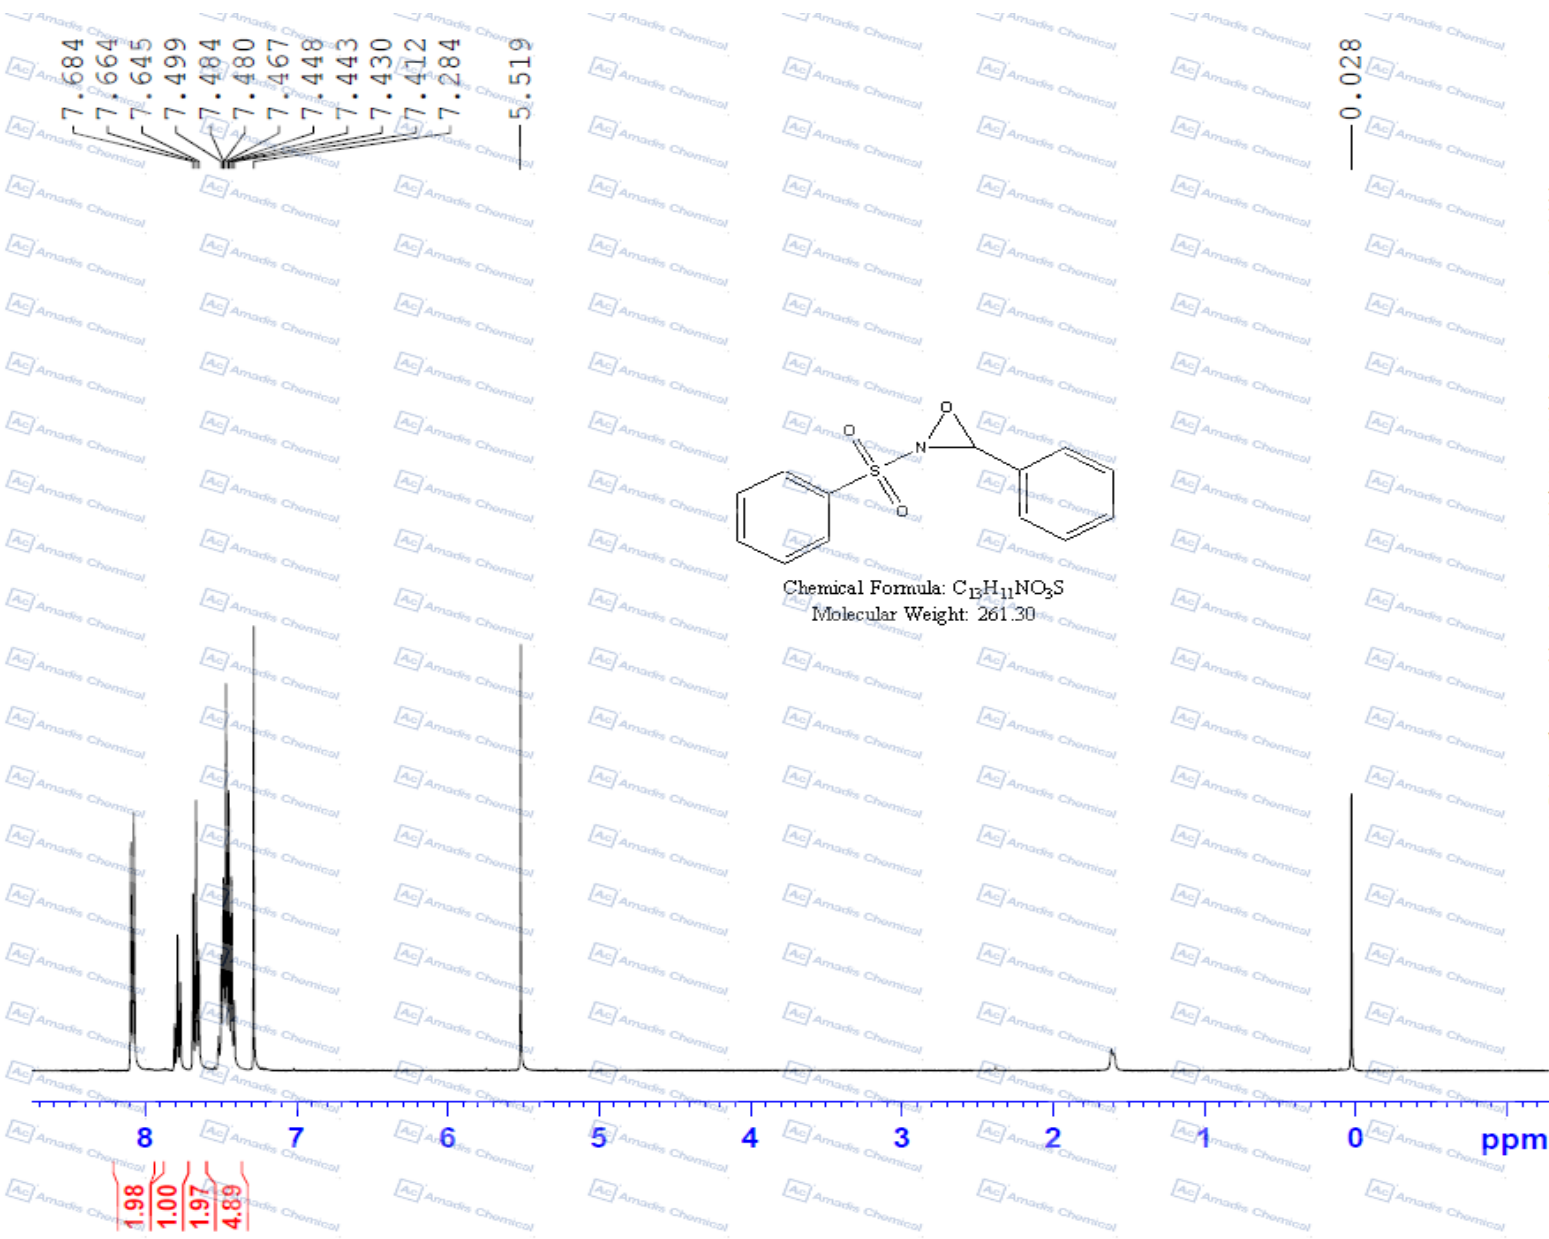 7.684
7.664
7.645
7.499
7.484
7.480
7.467
7.448
7.443
7.430
7.412
7.284
5.519
0.028
O
O
N
S
O
Chemical Formula: C13H11NO3S
Molecular Weight: 261.30
8 7 6 5 4 3 2 1 0 ppm
1.98
1.00
1.97
4.89
Ac Amadis Chemical